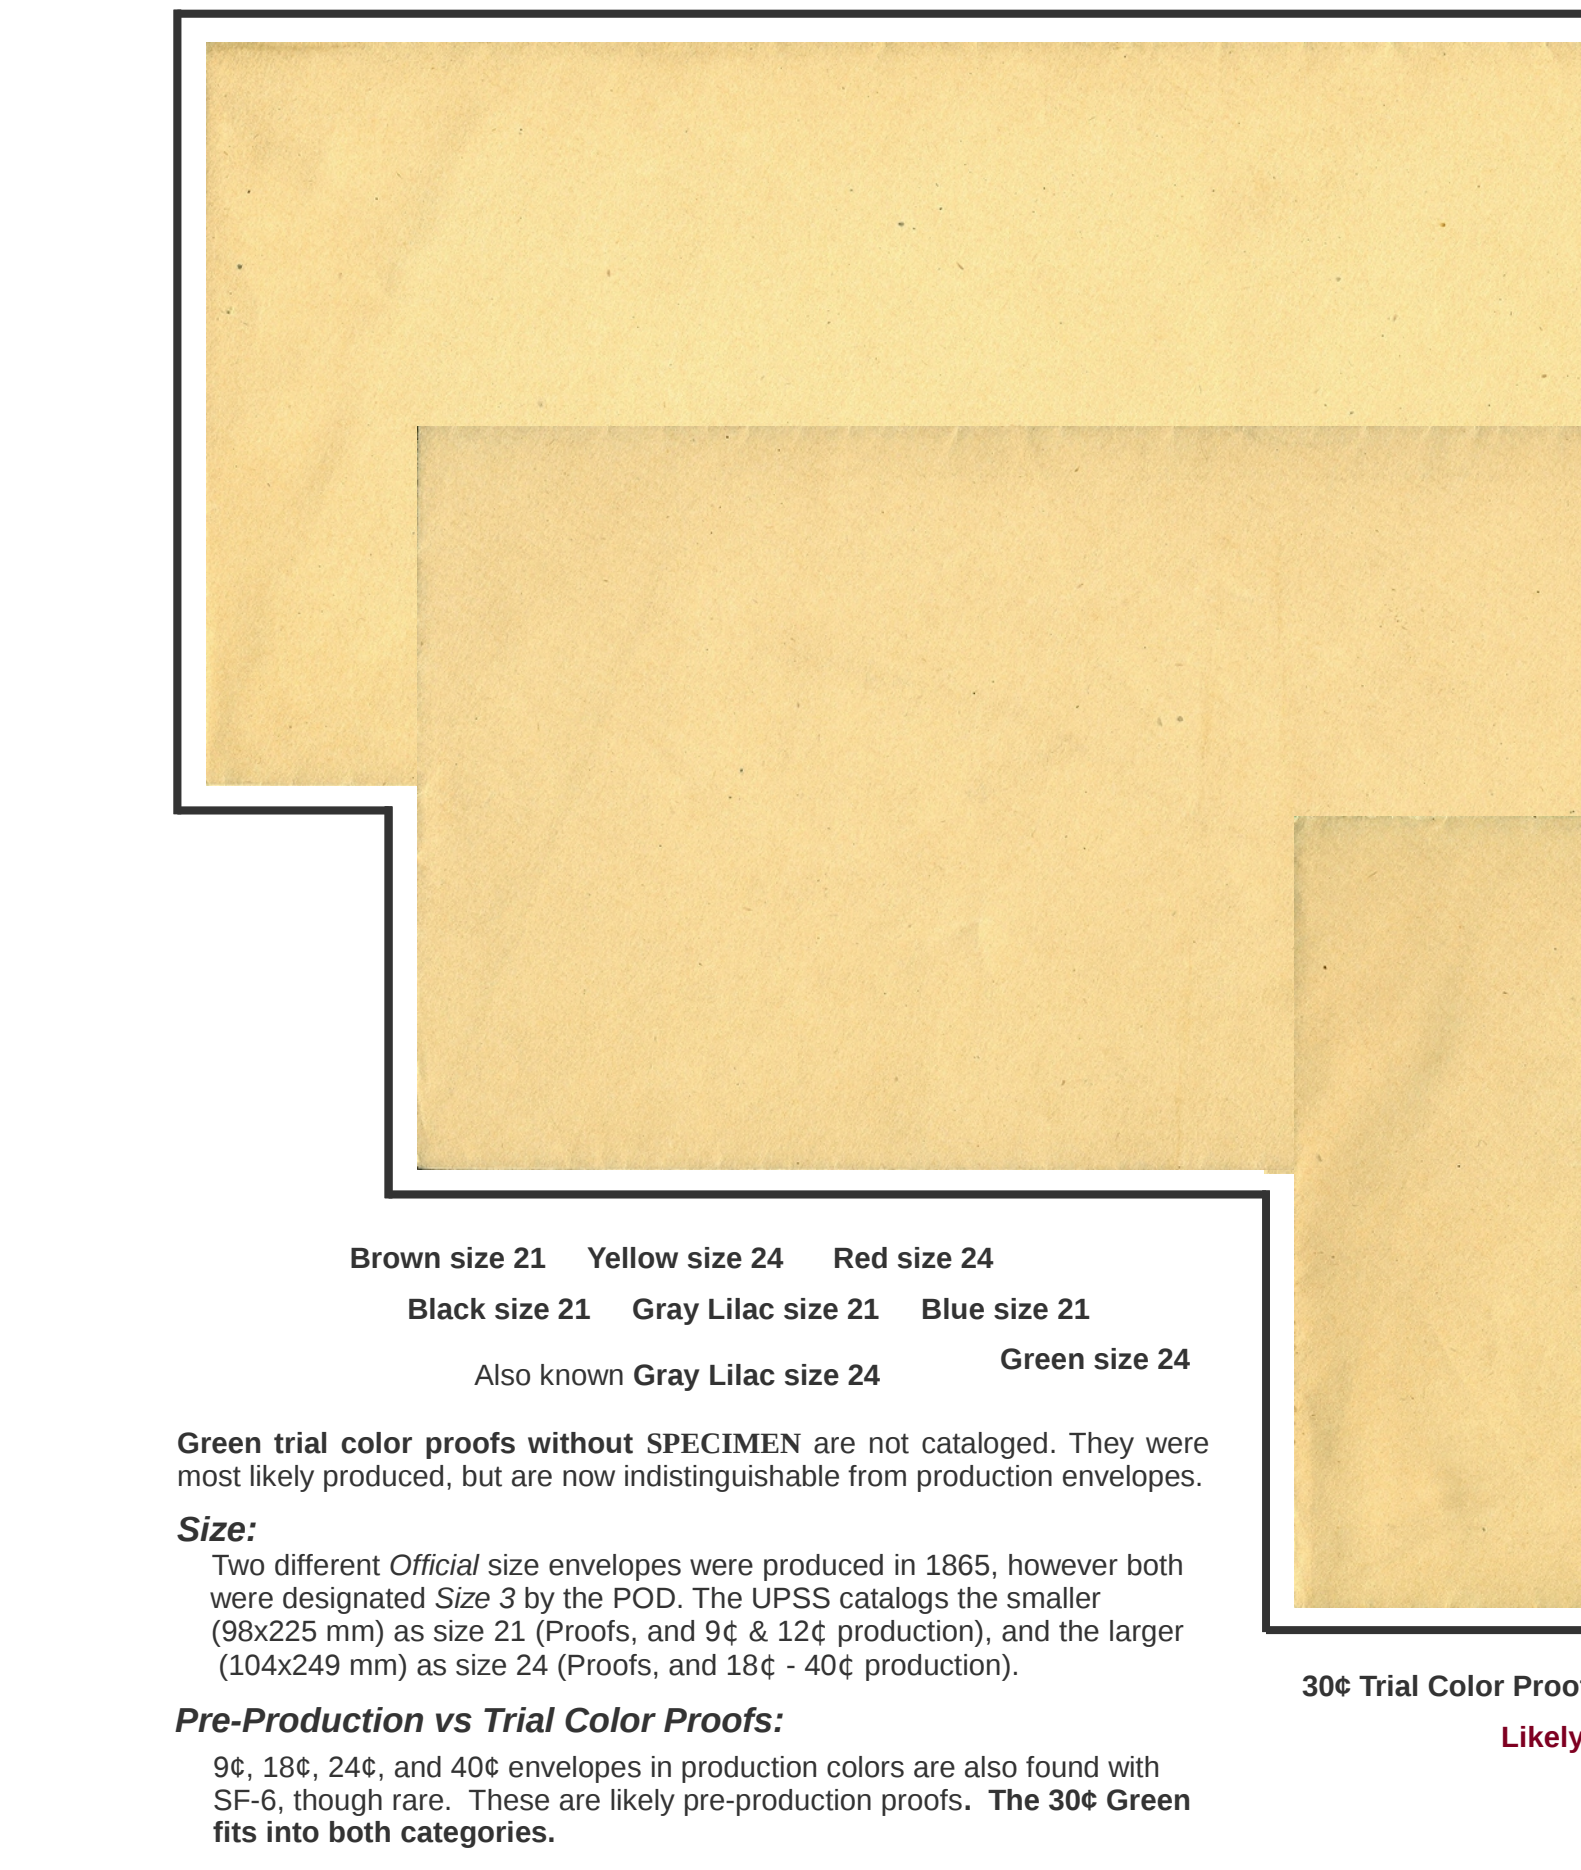 Brown size 21 Yellow size 24 Red size 24
Black size 21 Gray Lilac size 21 Blue size 21
Green size 24
Also known Gray Lilac size 24
Green trial color proofs without SPECIMEN are not cataloged. They were
most likely produced, but are now indistinguishable from production envelopes.
Size:
Two different Official size envelopes were produced in 1865, however both
were designated Size 3 by the POD. The UPSS catalogs the smaller
(98x225 mm) as size 21 (Proofs, and 9¢ & 12¢ production), and the larger
(104x249 mm) as size 24 (Proofs, and 18¢ - 40¢ production).
Pre-Production vs Trial Color Proofs:
9¢, 18¢, 24¢, and 40¢ envelopes in production colors are also found with
SF-6, though rare. These are likely pre-production proofs. The 30¢ Green
fits into both categories.
30¢ Trial Color
Likely